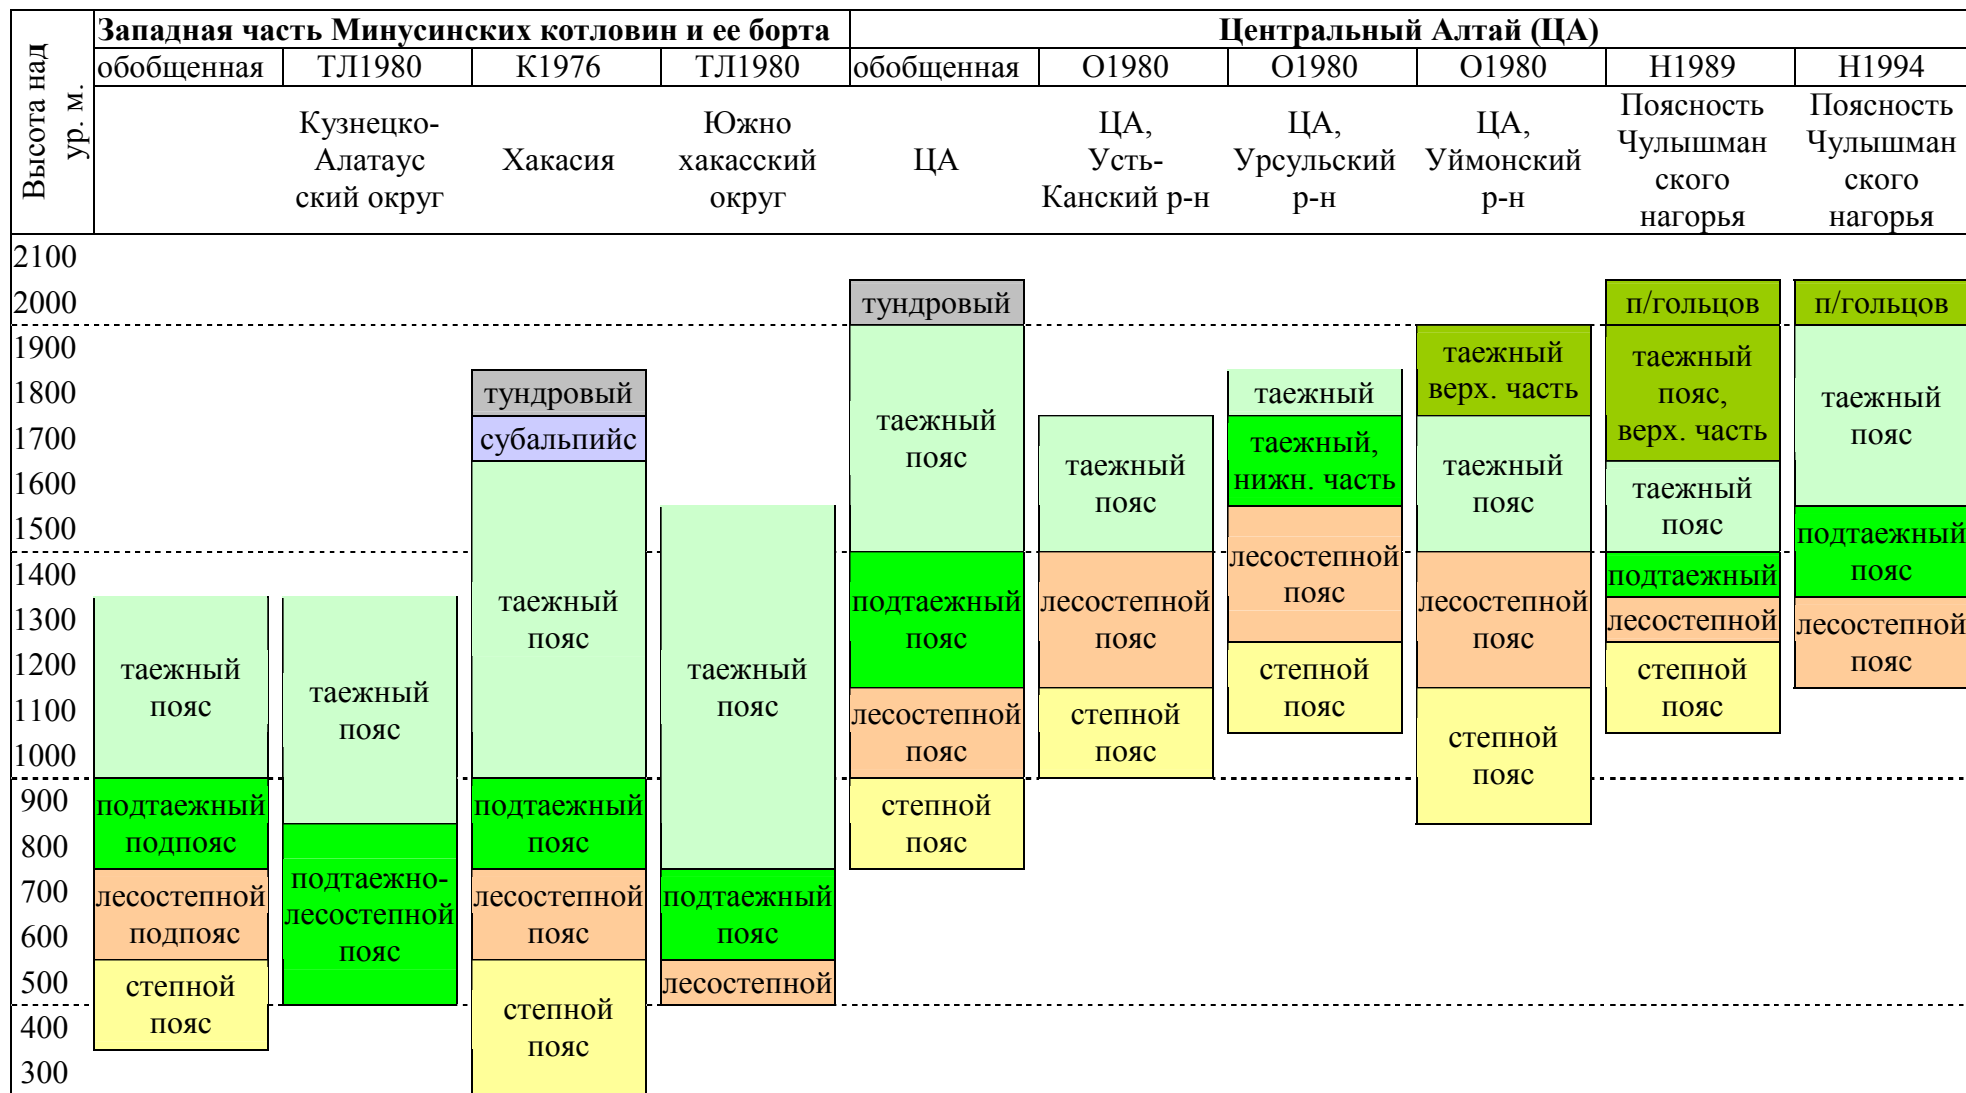 Высота над
ур. м.
Западная часть Минусинских котловин и ее борта
Центральный Алтай (ЦА)
обобщенная ТЛ1980 К1976 ТЛ1980 обобщенная О1980 О1980 О1980 Н1989 Н1994
Кузнецко-
Алатаус
ский округ
Хакасия
Южно
хакасский
округ
ЦА
ЦА,
Усть-
Канский р-н
ЦА,
Урсульский
р-н
ЦА,
Уймонский
р-н
Поясность
Чулышман
ского
нагорья
Поясность
Чулышман
ского
нагорья
2100
2000
1900
1800
1700
1600
1500
1400
1300
1200
1100
1000
900
800
700
600
500
400
300
таежный
пояс
подтаежный
подпояс
лесостепной
подпояс
степной
пояс
таежный
пояс
подтаежно-
лесостепной
пояс
тундровый
субальпийс
таежный
пояс
подтаежный
пояс
лесостепной
пояс
степной
пояс
таежный
пояс
подтаежный
пояс
лесостепной
тундровый
таежный
пояс
подтаежный
пояс
лесостепной
пояс
степной
пояс
таежный
пояс
лесостепной
пояс
степной
пояс
таежный
таежный,
нижн. часть
лесостепной
пояс
степной
пояс
таежный
верх. часть
таежный
пояс
лесостепной
пояс
степной
пояс
п/гольцов
таежный
пояс,
верх. часть
таежный
пояс
подтаежный
лесостепной
степной
пояс
п/гольцов
таежный
пояс
подтаежный
пояс
лесостепной
пояс